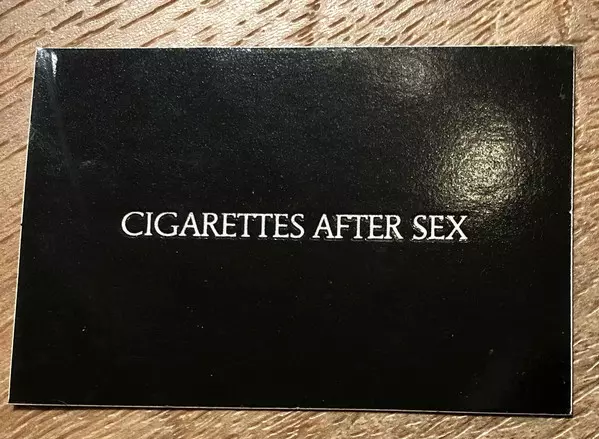 CIGARETTES AFTER SEX